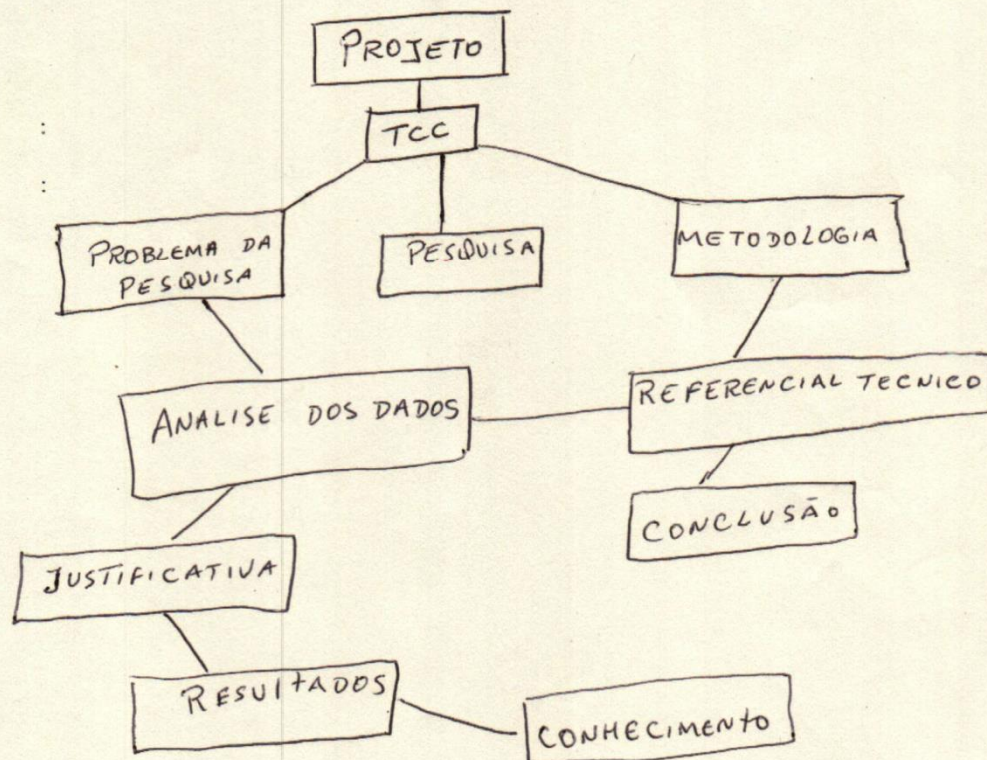 PROJETO
TCC
PROBLEMA DA
PESQUISA
PESQUISA
METODOLOGIA
ANALISE DOS DADOS
REFERENCIAL TECNICO
CONCLUSÃO
JUSTIFICATIVA
RESULTADOS
CONHECIMENTO